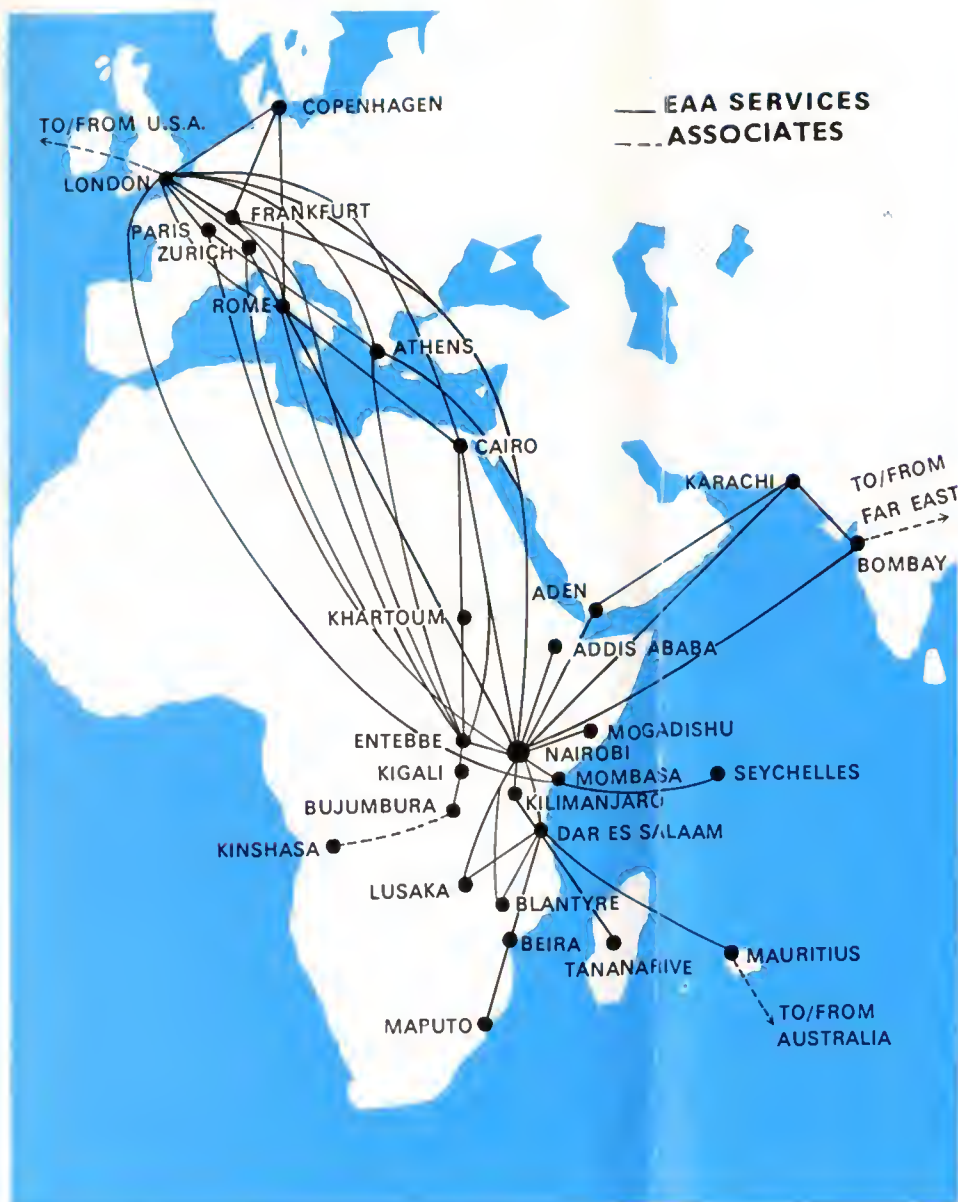 COPENHAGEN
EAA SERVICES
ASSOCIATES
TO/FROM U.S.A.
LONDON
FRANKFURT
PARIS
ZURICH
ROME
ATHENS
CAIRO
KARACHI
TO/FROM
FAR EAST
BOMBAY
ADEN
KHARTOUM
ADDIS ABABA
ENTEBBE
MOGADISHU
NAIROBI
KIGALI
MOMBASA
SEYCHELLES
BUJUMBURA
KILIMANJARO
KINSHASA
DAR ES SALAAM
LUSAKA
BLANTYRE
BEIRA
TANANARIVE
MAURITIUS
MAPUTO
TO/FROM
AUSTRALIA